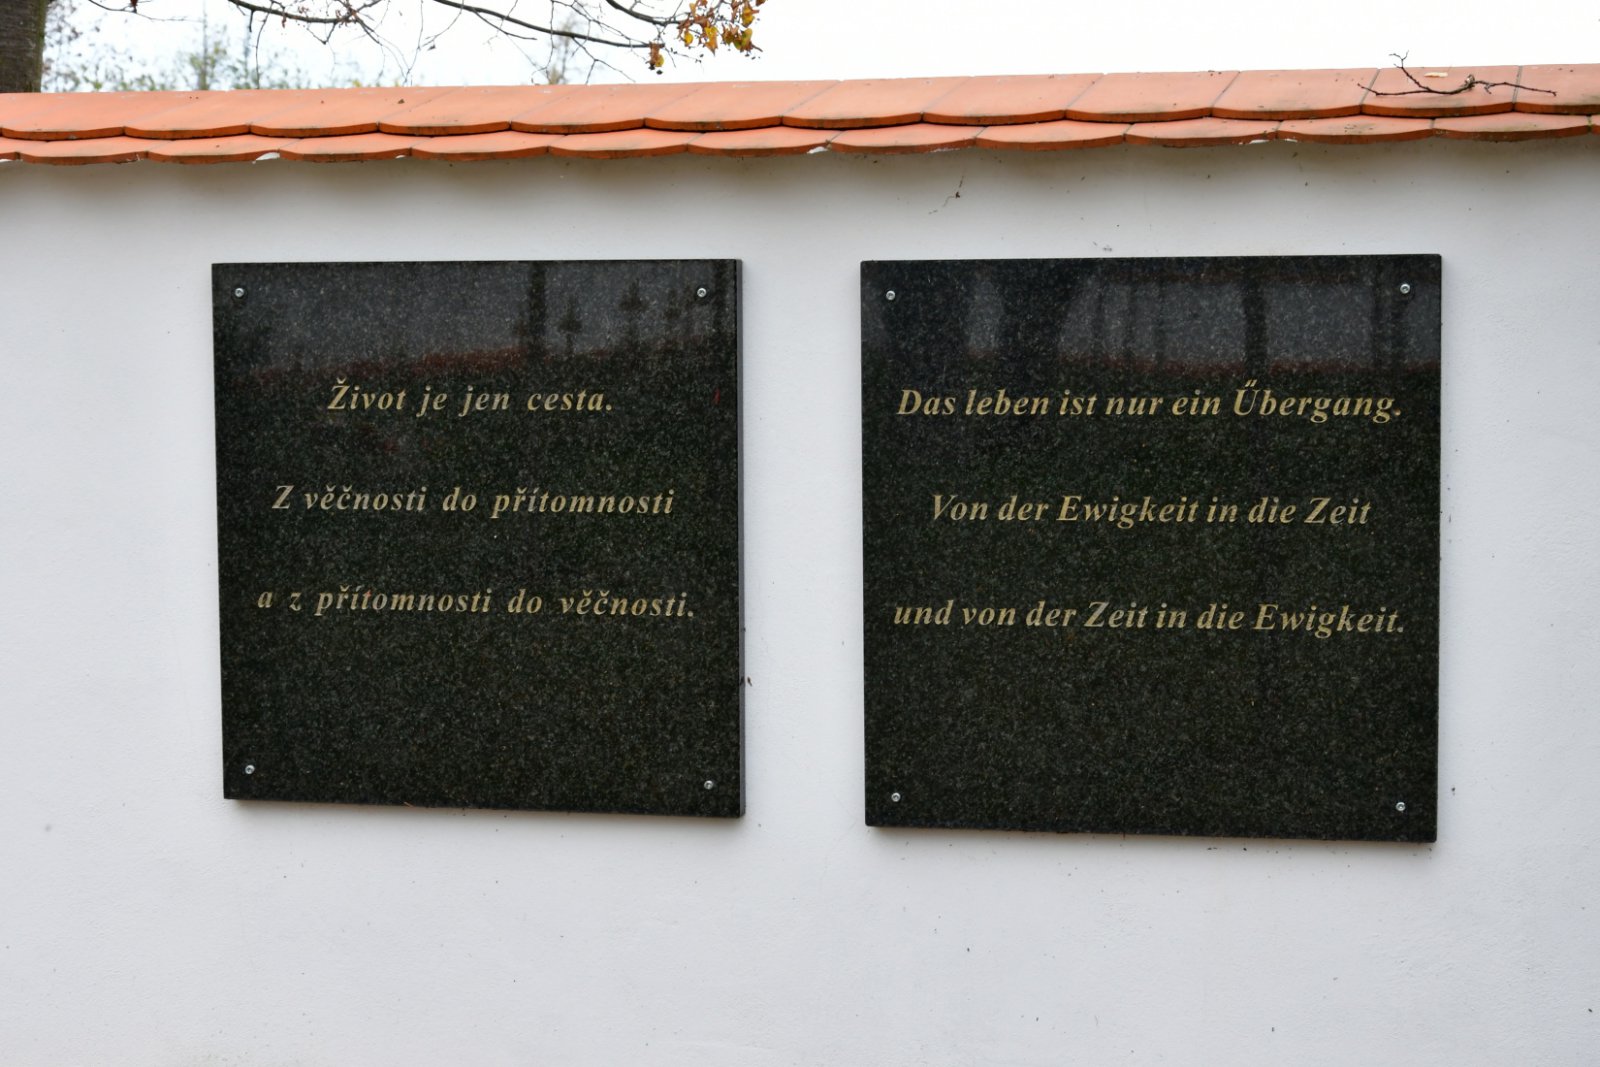 Život je jen cesta.
Z věčnosti do přítomnosti
a z přítomnosti do věčnosti.
Das leben ist nur ein Űbergang.
Von der Ewigkeit in die Zeit
und von der Zeit in die Ewigkeit.